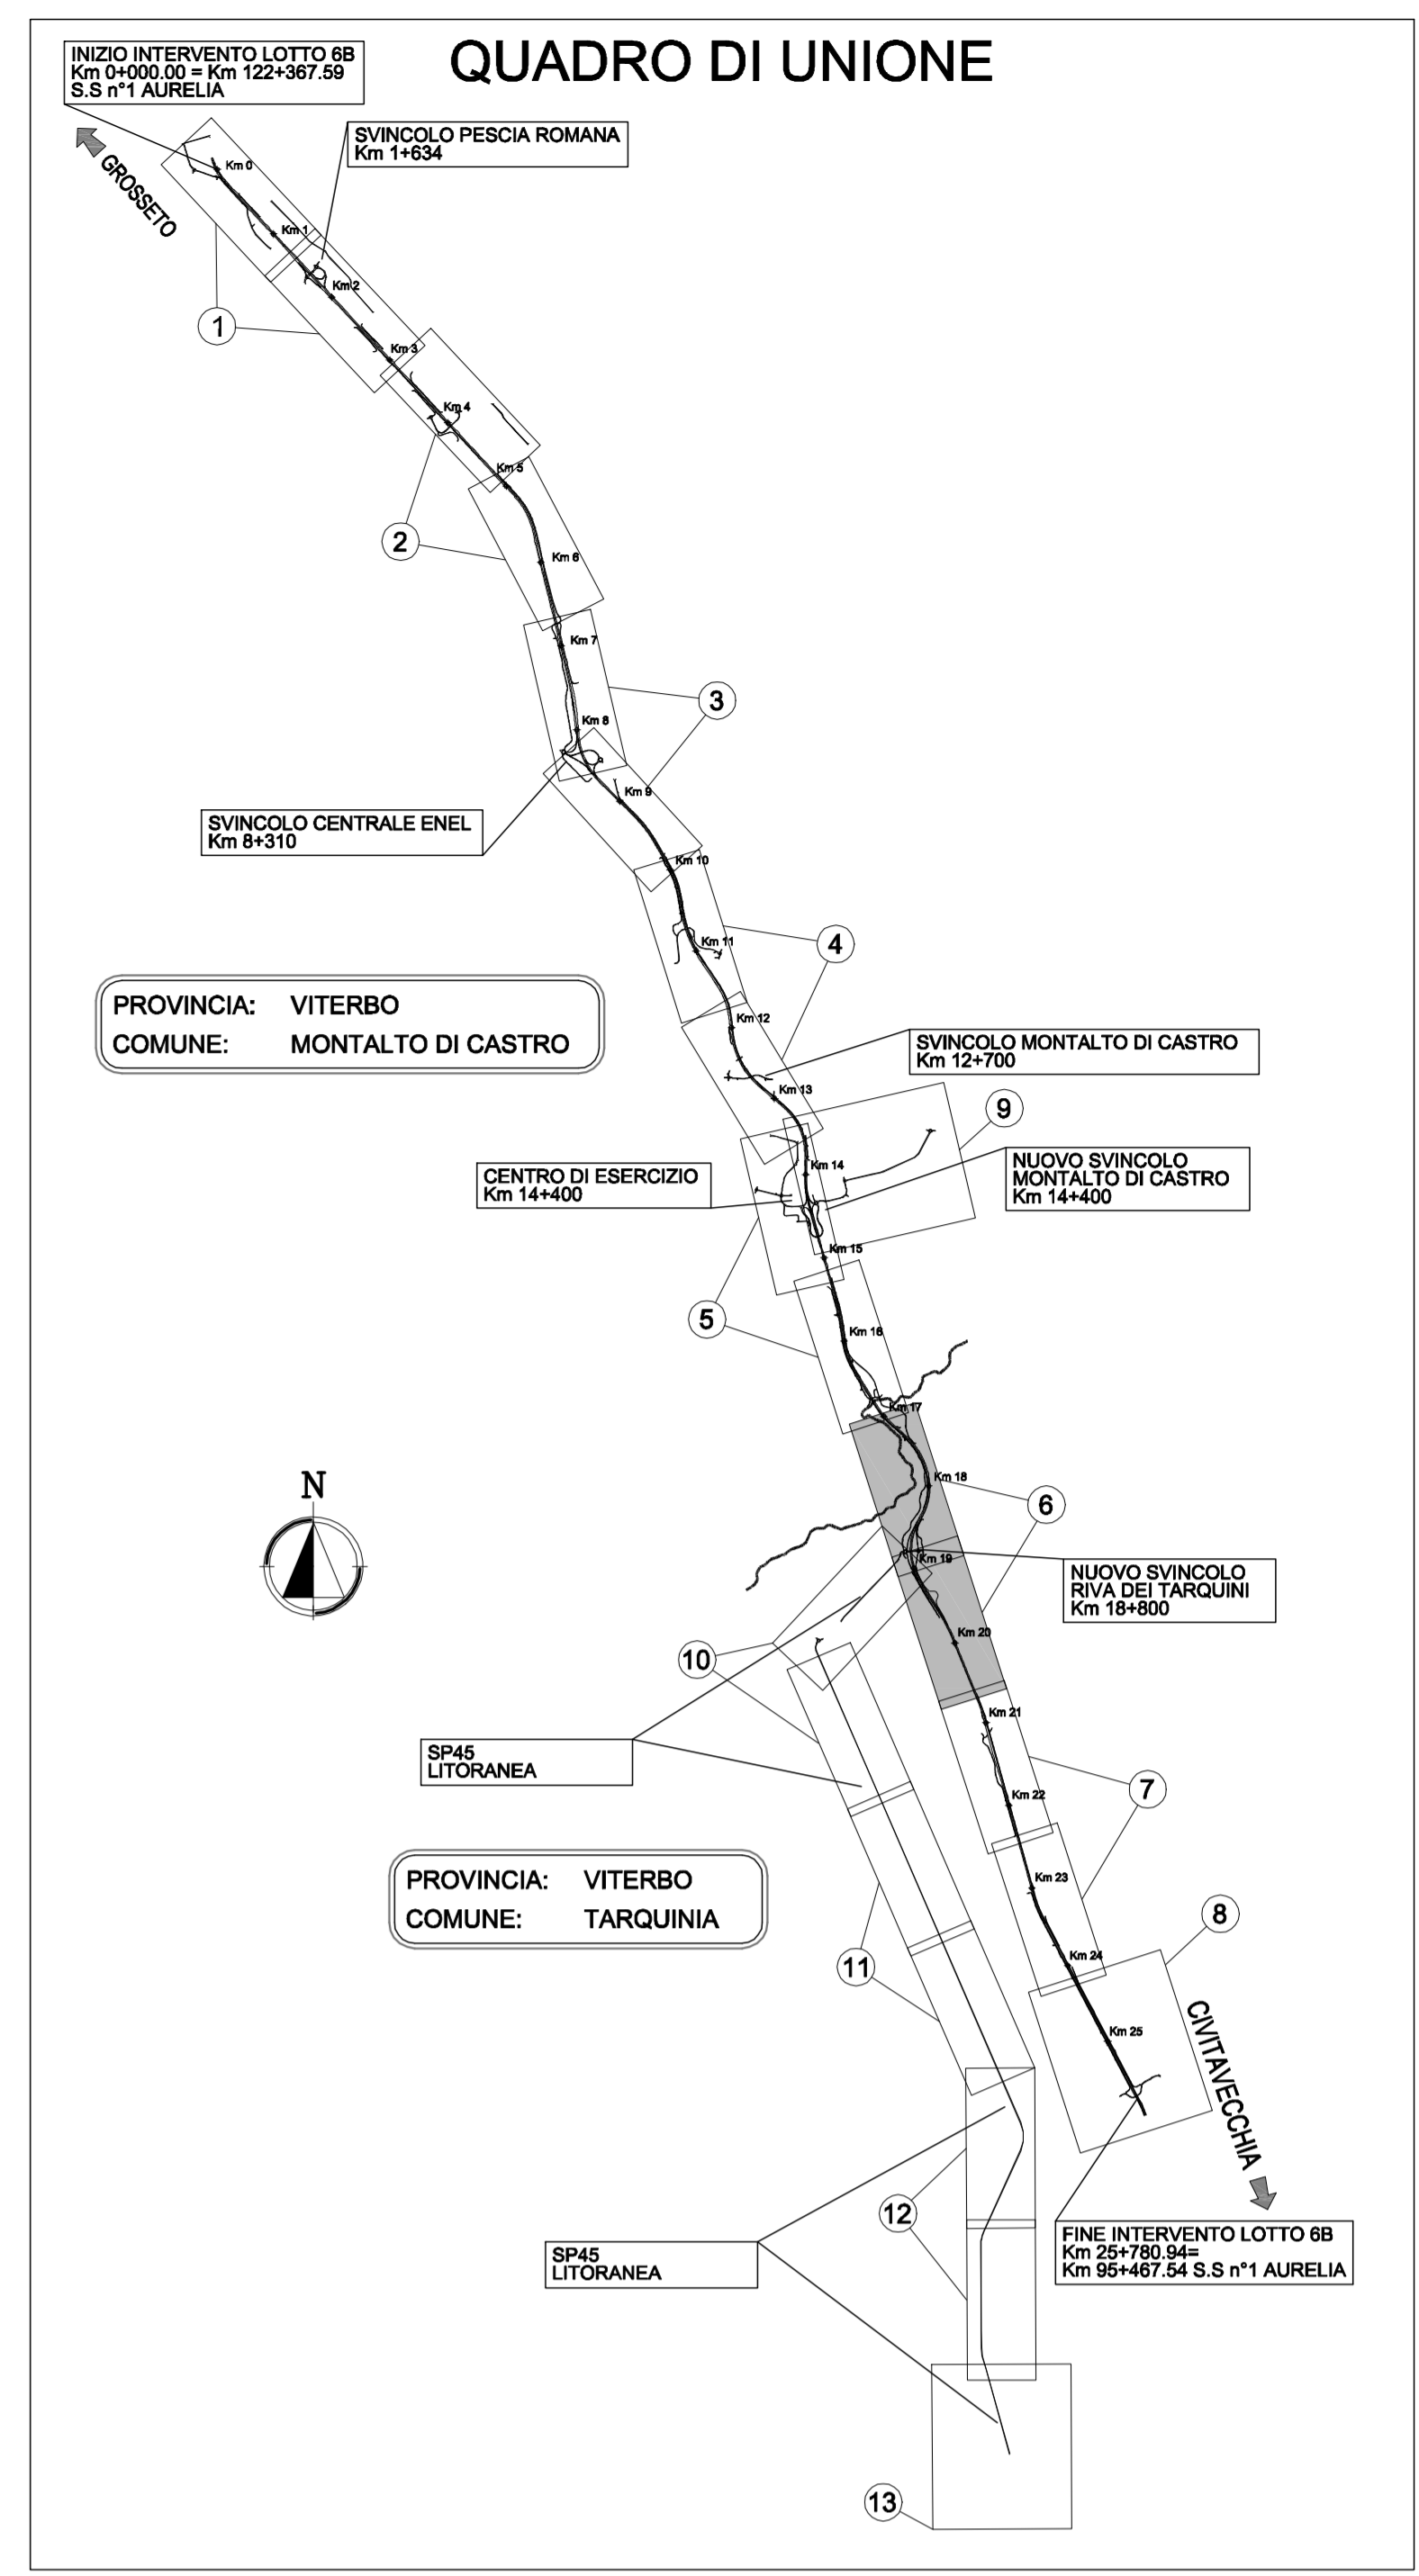 QUADRO DI UNIONE
INIZIO INTERVENTO LOTTO 6B
Km 0+000.00 = Km 122+367.59
S.S n°1 AURELIA
SVINCOLO PESCIA ROMANA
Km 1+634
GROSSETO
Km 0
Km 1
Km 2
1
Km 3
Km 4
Km 5
2
Km 6
Km 7
3
Km 8
Km 9
SVINCOLO CENTRALE ENEL
Km 8+310
Km 10
Km 11
4
PROVINCIA: VITERBO
COMUNE: MONTALTO DI CASTRO
Km 12
SVINCOLO MONTALTO DI CASTRO
Km 12+700
Km 13
9
CENTRO DI ESERCIZIO
Km 14+400
Km 14
NUOVO SVINCOLO
MONTALTO DI CASTRO
Km 14+400
Km 15
5
Km 16
Km 17
N
Km 18
6
Km 19
NUOVO SVINCOLO
RIVA DEI TARQUINI
Km 18+800
Km 20
10
Km 21
SP45
LITORANEA
7
Km 22
PROVINCIA: VITERBO
COMUNE: TARQUINIA
Km 23
8
11
Km 24
Km 25
CIVITAVECCHIA
12
SP45
LITORANEA
FINE INTERVENTO LOTTO 6B
Km 25+780.94=
Km 95+467.54 S.S n°1 AURELIA
13